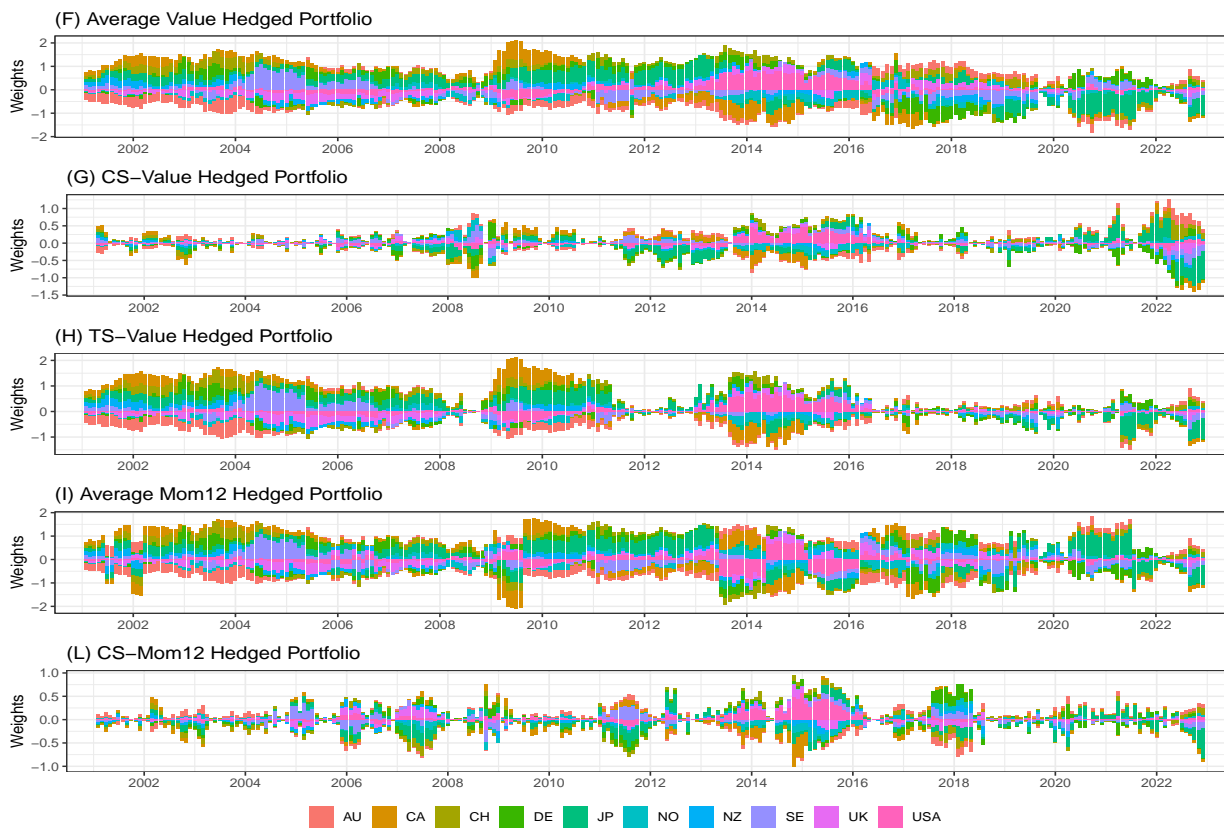 (F) Average Value Hedged Portfolio
Weights
2
1
0
−1
−2
2002 2004 2006 2008 2010 2012 2014 2016 2018 2020 2022
(G) CS−Value Hedged Portfolio
Weights
1.0
0.5
0.0
−0.5
−1.0
−1.5
2002 2004 2006 2008 2010 2012 2014 2016 2018 2020 2022
(H) TS−Value Hedged Portfolio
Weights
2
1
0
−1
2002 2004 2006 2008 2010 2012 2014 2016 2018 2020 2022
(I) Average Mom12 Hedged Portfolio
Weights
2
1
0
−1
−2
2002 2004 2006 2008 2010 2012 2014 2016 2018 2020 2022
(L) CS−Mom12 Hedged Portfolio
Weights
1.0
0.5
0.0
−0.5
−1.0
2002 2004 2006 2008 2010 2012 2014 2016 2018 2020 2022
AU CA CH DE JP NO NZ SE UK USA